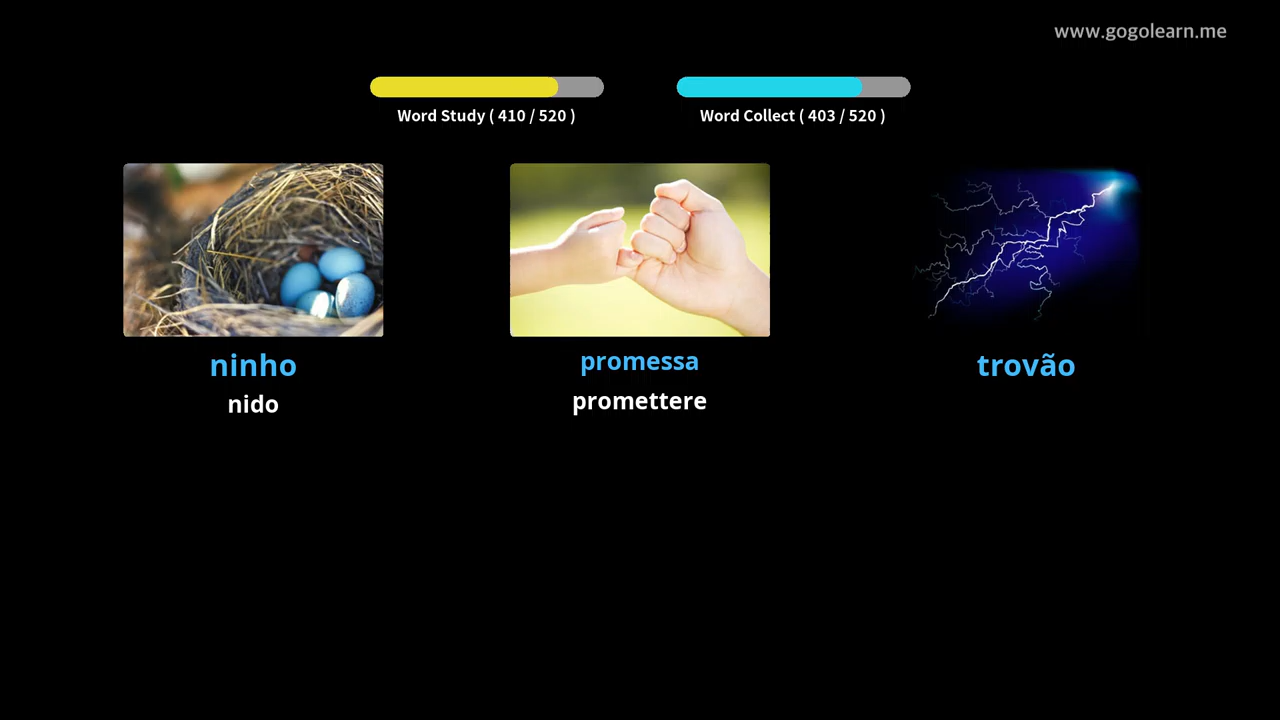 www.gogolearn.me
Word Study ( 410 / 520 )
Word Collect ( 403 / 520 )
ninho
nido
promessa
promettere
trovão